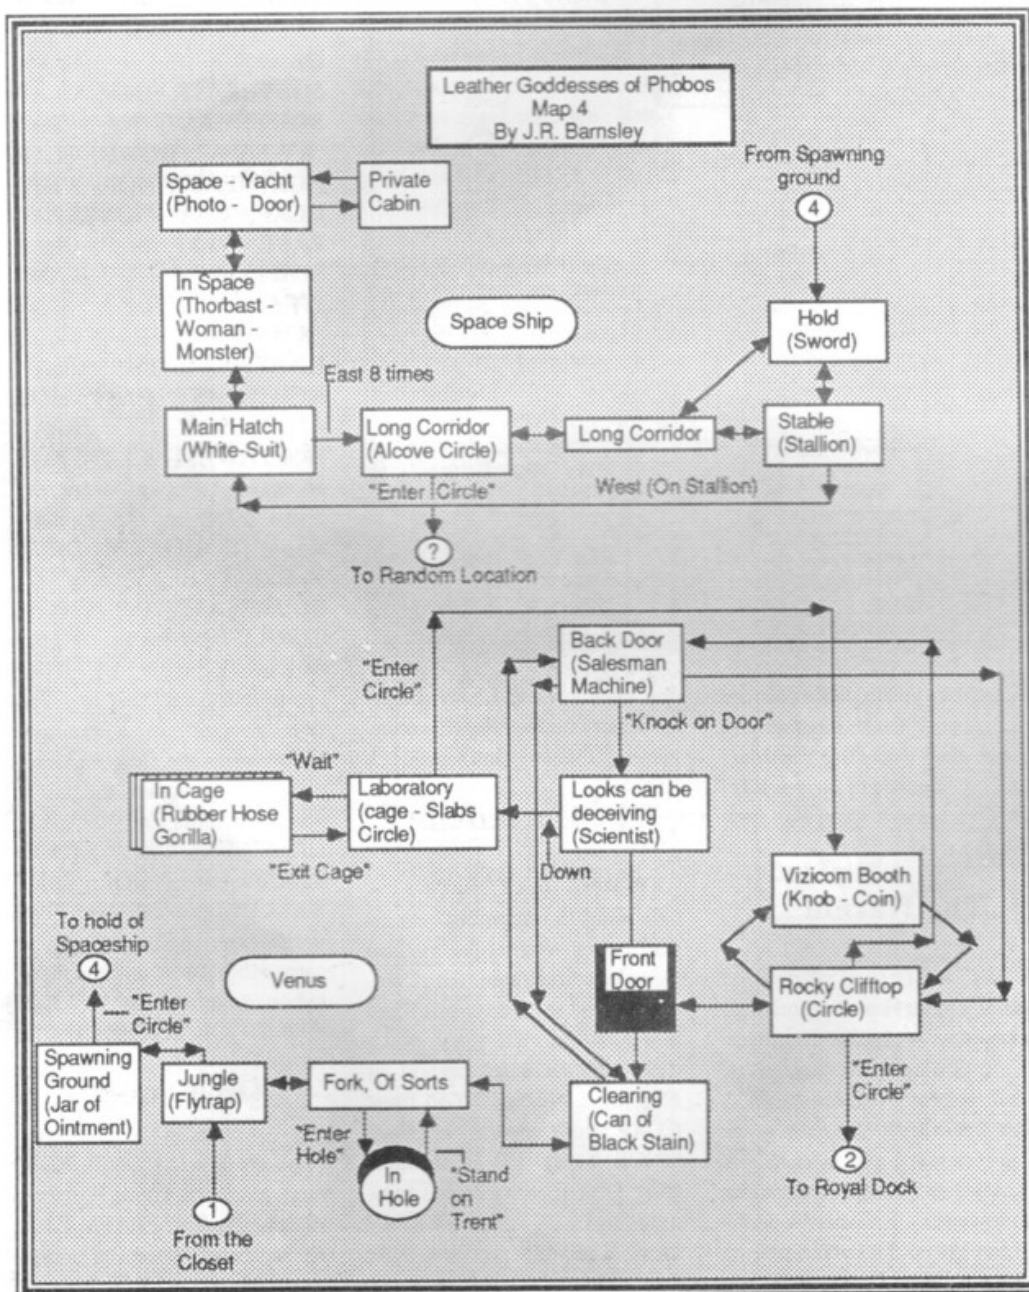 Leather Goddesses of Phobos
Map 4
By J.R. Barnsley
From Spawning
ground
4
Space - Yacht
(Photo - Door)
Private
Cabin
In Space
(Thorbast -
Woman -
Monster)
Space Ship
Hold
(Sword)
East 8 times
Main Hatch
(White-Suit)
Long Corridor
(Alcove Circle)
Long Corridor
Stable
(Stallion)
"Enter Circle"
West (On Stallion)
?
To Random Location
"Enter
Circle"
Back Door
(Salesman
Machine)
"Knock on Door"
"Wait"
In Cage
(Rubber Hose
Gorilla)
Laboratory
(cage - Slabs
Circle)
Looks can be
deceiving
(Scientist)
"Exit Cage"
Down
Vizicom Booth
(Knob - Coin)
To hold of
Spaceship
4
Venus
Front
Door
Rocky Clifftop
(Circle)
"Enter
Circle"
Spawning
Ground
(Jar of
Ointment)
Jungle
(Flytrap)
Fork, Of Sorts
Clearing
(Can of
Black Stain)
"Enter
Circle"
"Enter
Hole"
In
Hole
"Stand
on
Trent"
2
To Royal Dock
1
From the
Closet